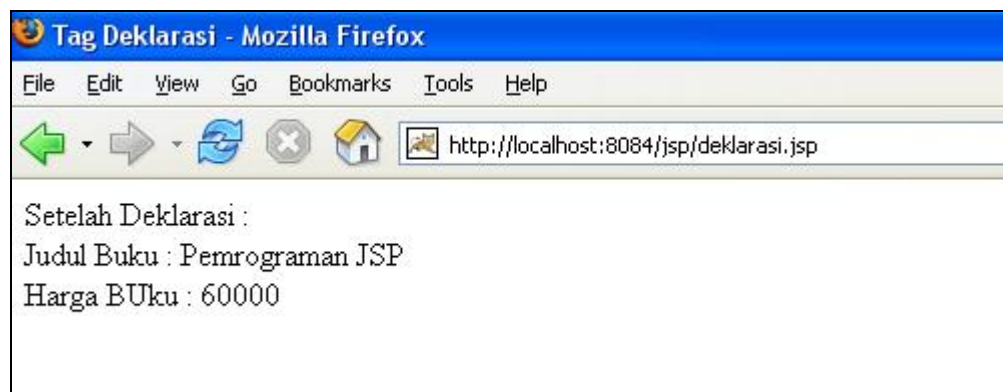 Tag Deklarasi - Mozilla Firefox
File Edit View Go Bookmarks Tools Help
http://localhost:8084/jsp/deklarasi.jsp
Setelah Deklarasi :
Judul Buku : Pemrograman JSP
Harga BUku : 60000